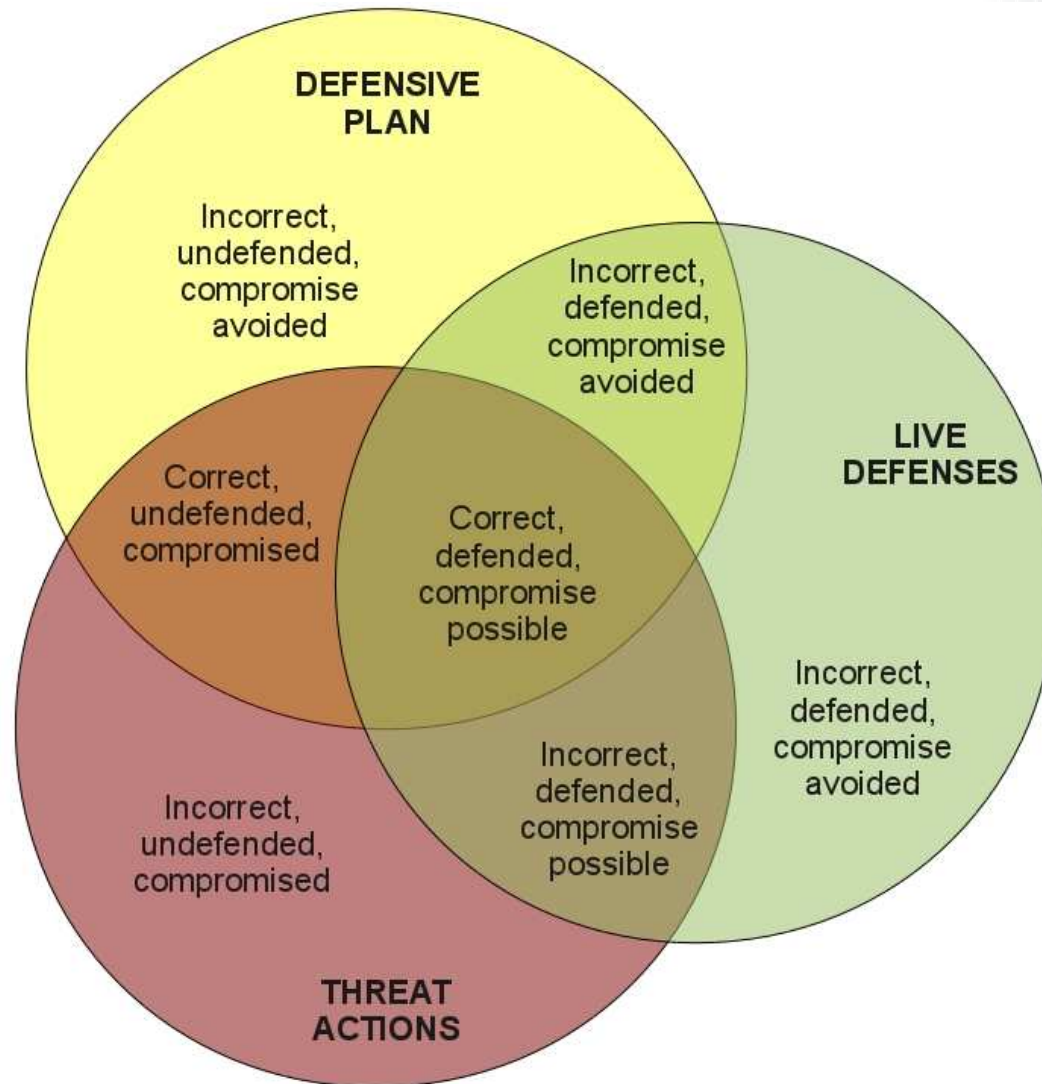 DEFENSIVE
PLAN
Incorrect,
undefended,
compromise
avoided
Incorrect,
defended,
compromise
avoided
LIVE
DEFENSES
Correct,
undefended,
compromised
Correct,
defended,
compromise
possible
Incorrect,
defended,
compromise
avoided
Incorrect,
defended,
compromise
possible
Incorrect,
undefended,
compromised
THREAT
ACTIONS